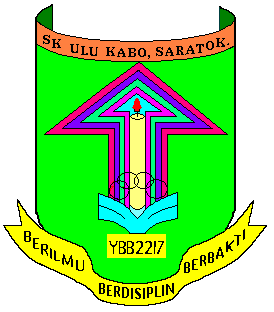 SK ULU KABO, SARATOK.
YBB2217
BERILMU BERDISIPLIN BERBAKTI